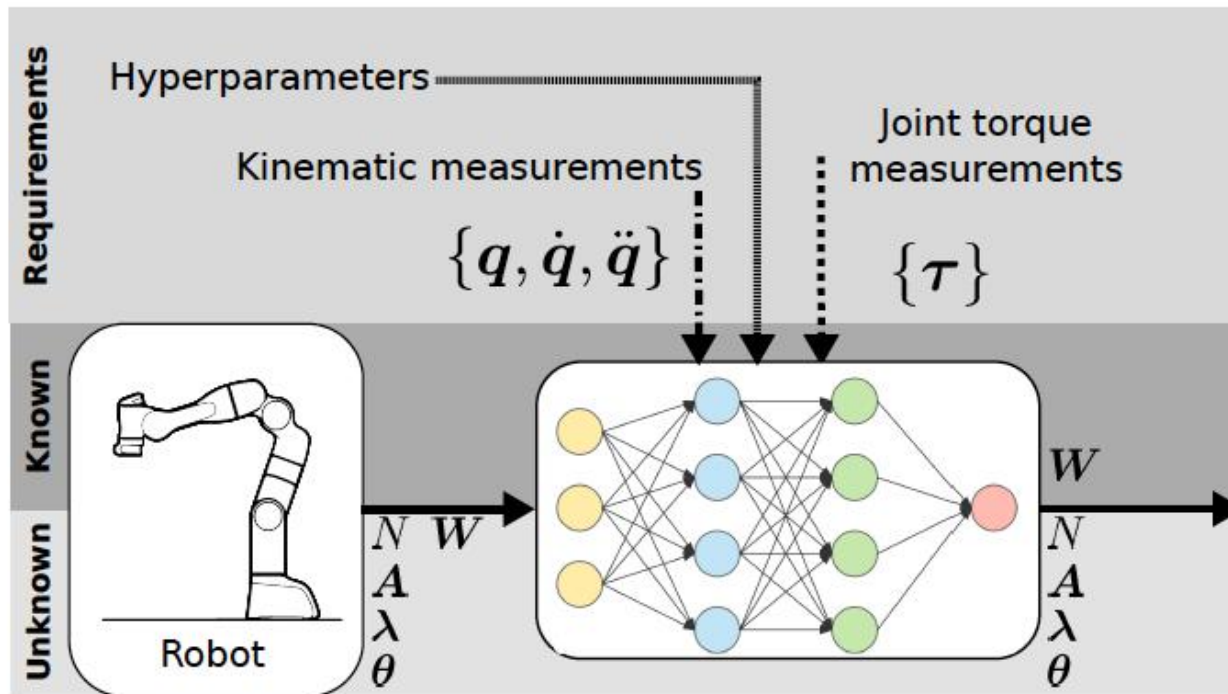 Requirements
Hyperparameters
Joint torque
measurements
Kinematic measurements
{q, q̇, q̈}
{τ}
Known
Unknown
Robot
N W
A
λ
θ
W
N
A
λ
θ